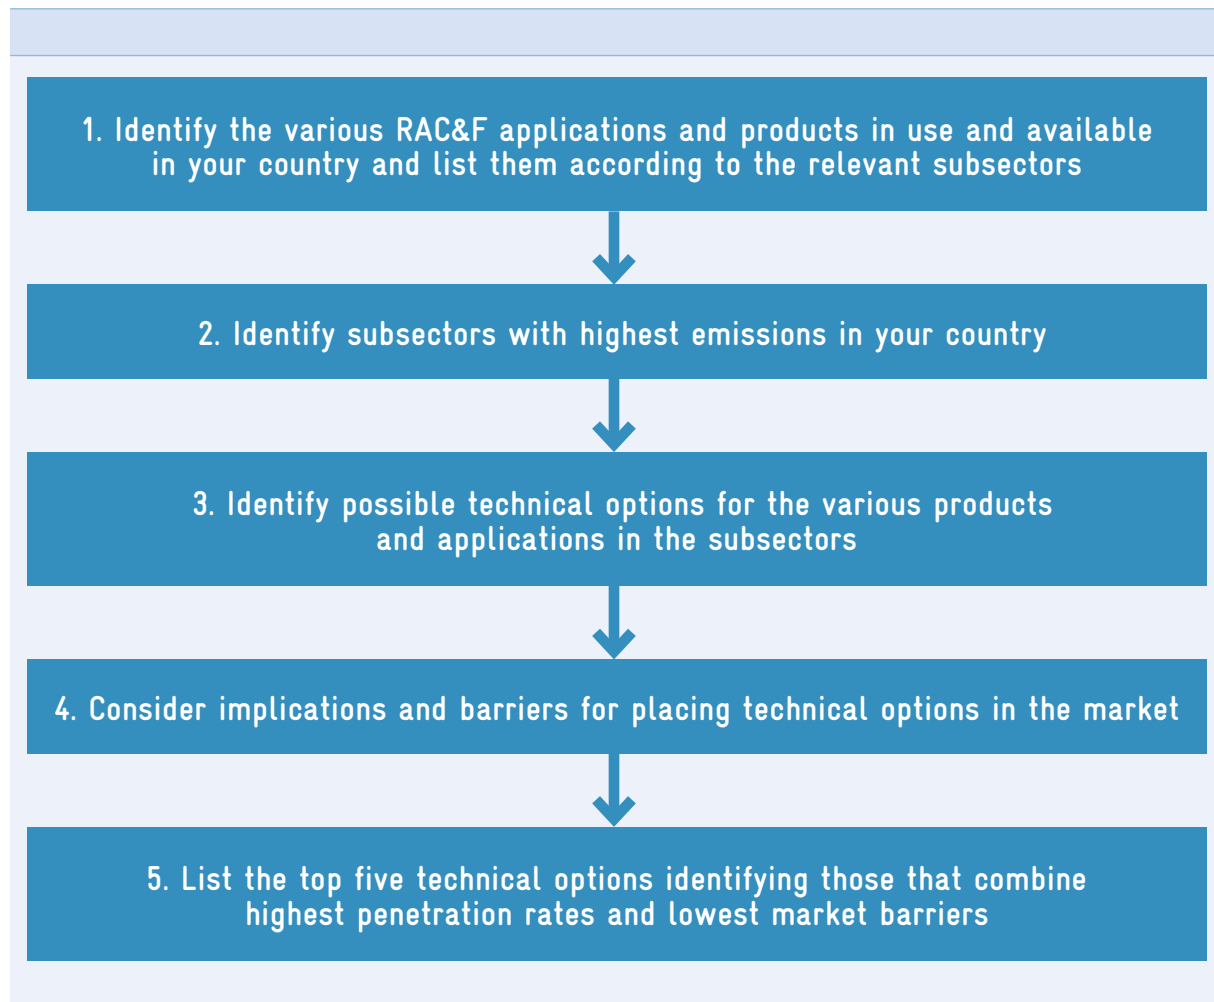 1. Identify the various RAC&F applications and products in use and available
in your country and list them according to the relevant subsectors
2. Identify subsectors with highest emissions in your country
3. Identify possible technical options for the various products
and applications in the subsectors
4. Consider implications and barriers for placing technical options in the market
5. List the top five technical options identifying those that combine
highest penetration rates and lowest market barriers